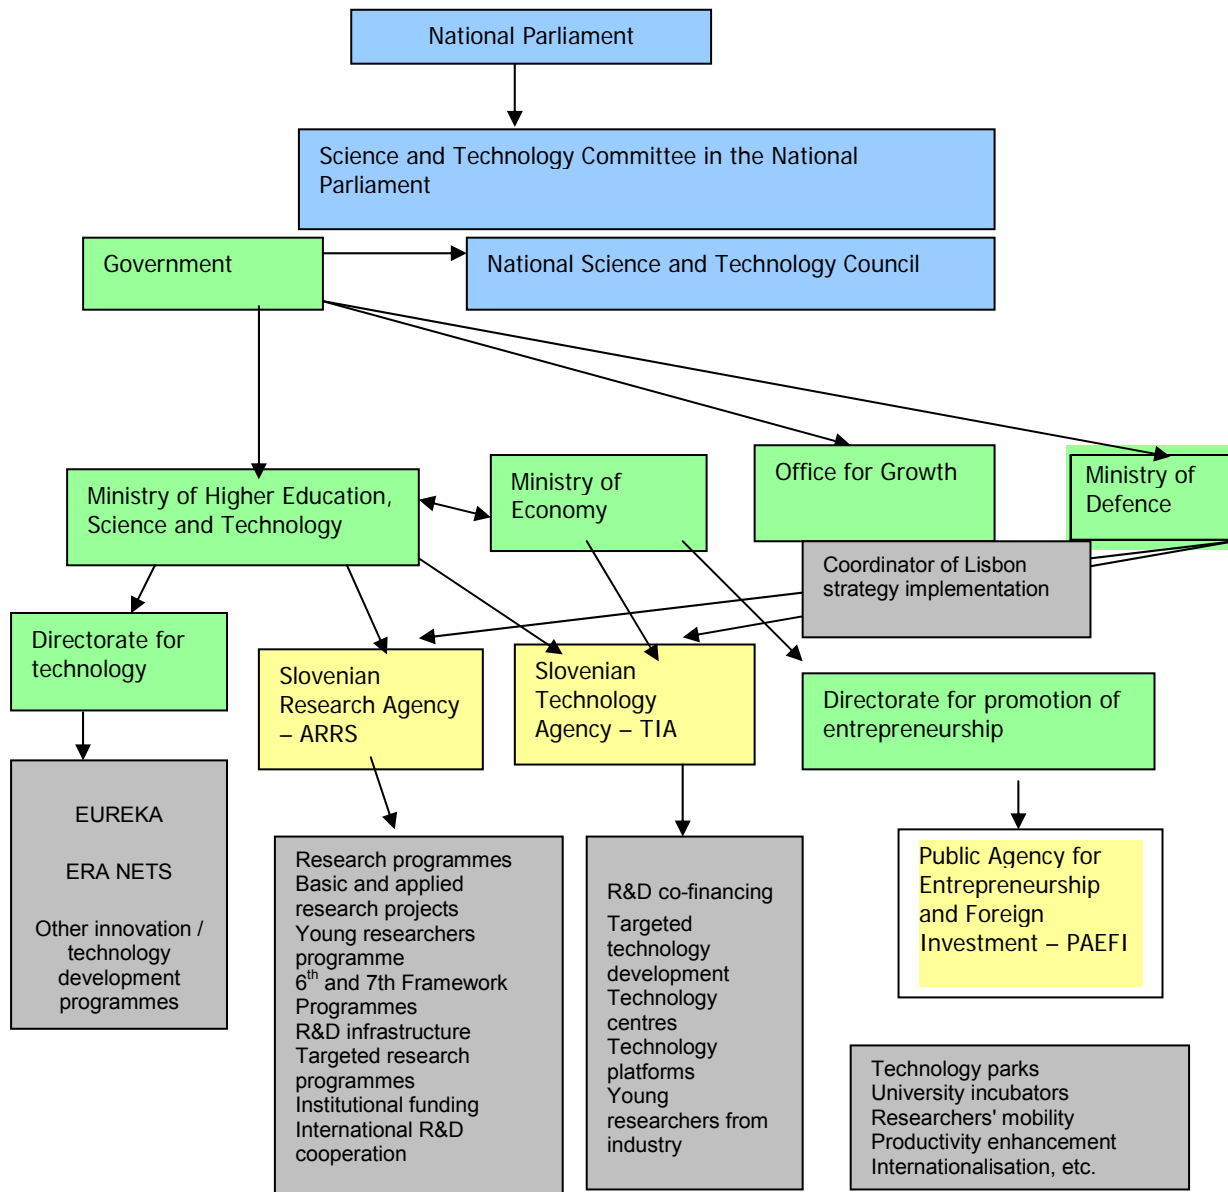 National Parliament
Science and Technology Committee in the National
Parliament
Government
National Science and Technology Council
Ministry of Higher Education,
Science and Technology
Ministry of
Economy
Office for Growth
Ministry of
Defence
Coordinator of Lisbon
strategy implementation
Directorate for
technology
Slovenian
Research Agency
– ARRS
Slovenian
Technology
Agency – TIA
Directorate for promotion of
entrepreneurship
EUREKA
ERA NETS
Other innovation /
technology
development
programmes
Research programmes
Basic and applied
research projects
Young researchers
programme
6th and 7th Framework
Programmes
R&D infrastructure
Targeted research
programmes
Institutional funding
International R&D
cooperation
R&D co-financing
Targeted
technology
development
Technology
centres
Technology
platforms
Young
researchers from
industry
Public Agency for
Entrepreneurship
and Foreign
Investment – PAEFI
Technology parks
University incubators
Researchers' mobility
Productivity enhancement
Internationalisation, etc.